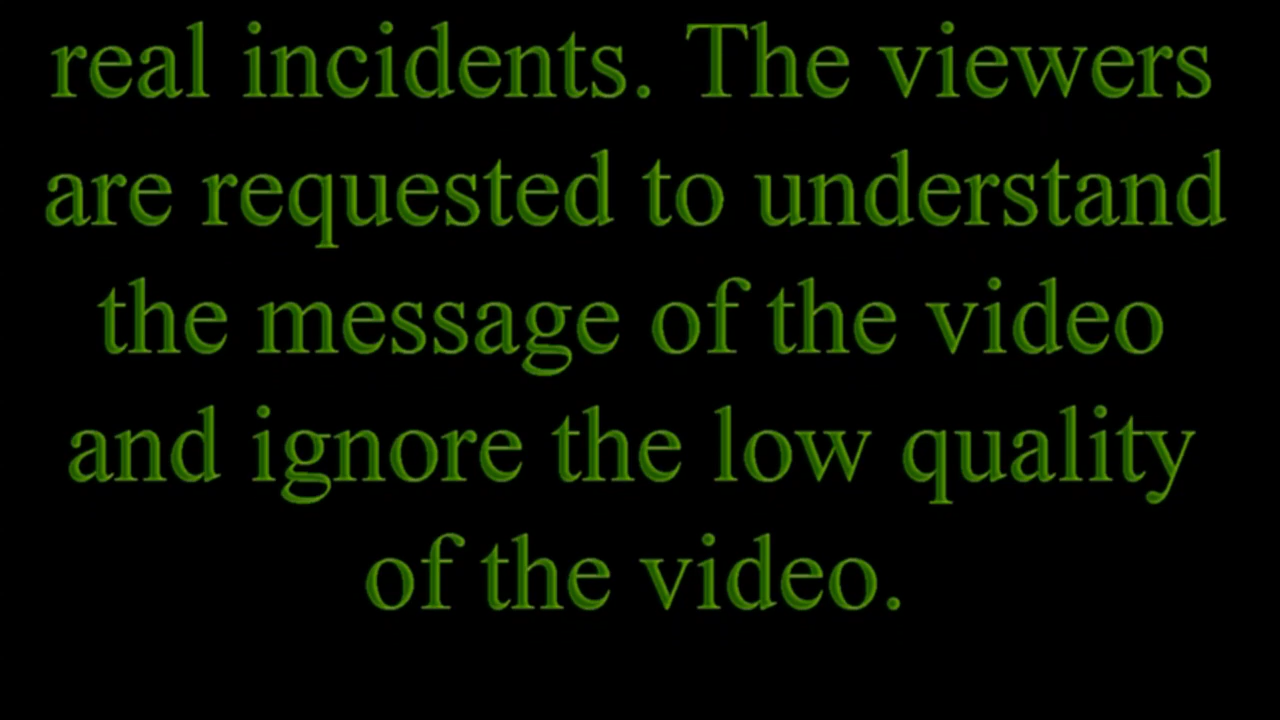 real incidents. The viewers
are requested to understand
the message of the video
and ignore the low quality
of the video.